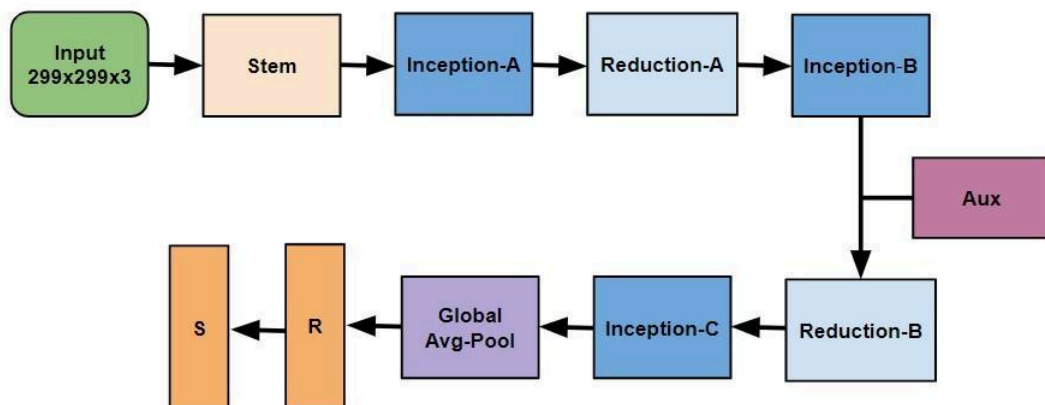 Input
299x299x3
Stem
Inception-A
Reduction-A
Inception-B
Aux
Reduction-B
Inception-C
Global
Avg-Pool
R
S